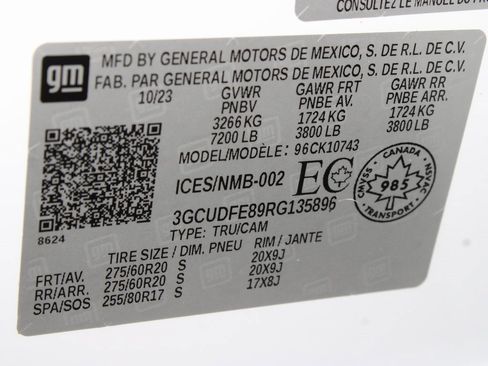 CONSULTEZ LE MANUEL DU
gm
MFD BY GENERAL MOTORS DE MEXICO, S. DE R.L. DE C.V.
FAB. PAR GENERAL MOTORS DE MEXICO, S. DE R.L. DE C.V.
10/23 GVWR GAWR FRT GAWR RR
PNBV PNBE AV. PNBE ARR.
3266 KG 1724 KG 1724 KG
7200 LB 3800 LB 3800 LB
MODEL/MODÈLE: 96CK10743
ICES/NMB-002 EC
CANADA
CMVSS NSVAC
985
TRANSPORT
3GCUDFE89RG135896
8624
TYPE: TRU/CAM
TIRE SIZE / DIM. PNEU RIM / JANTE
FRT/AV. 275/60R20 S 20X9J
RR/ARR. 275/60R20 S 20X9J
SPA/SOS 255/80R17 S 17X8J